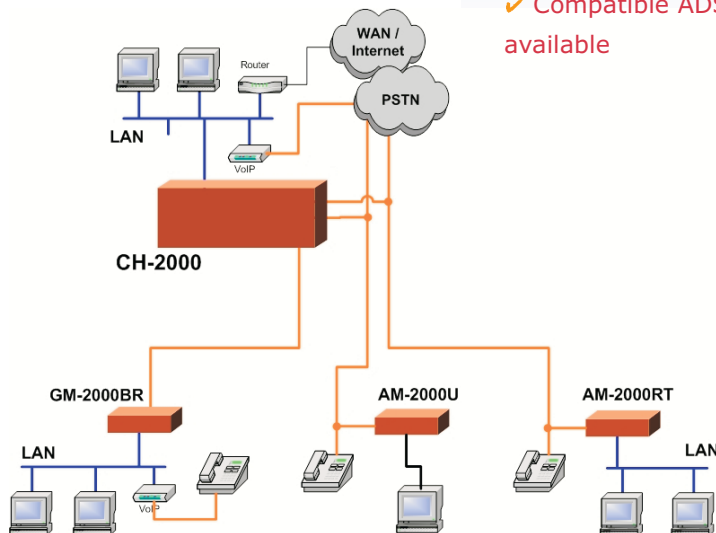 ✔ Compatible ADS
available
WAN /
Internet
Router
PSTN
LAN
VoIP
CH-2000
GM-2000BR
AM-2000U
AM-2000RT
LAN
LAN
VoIP